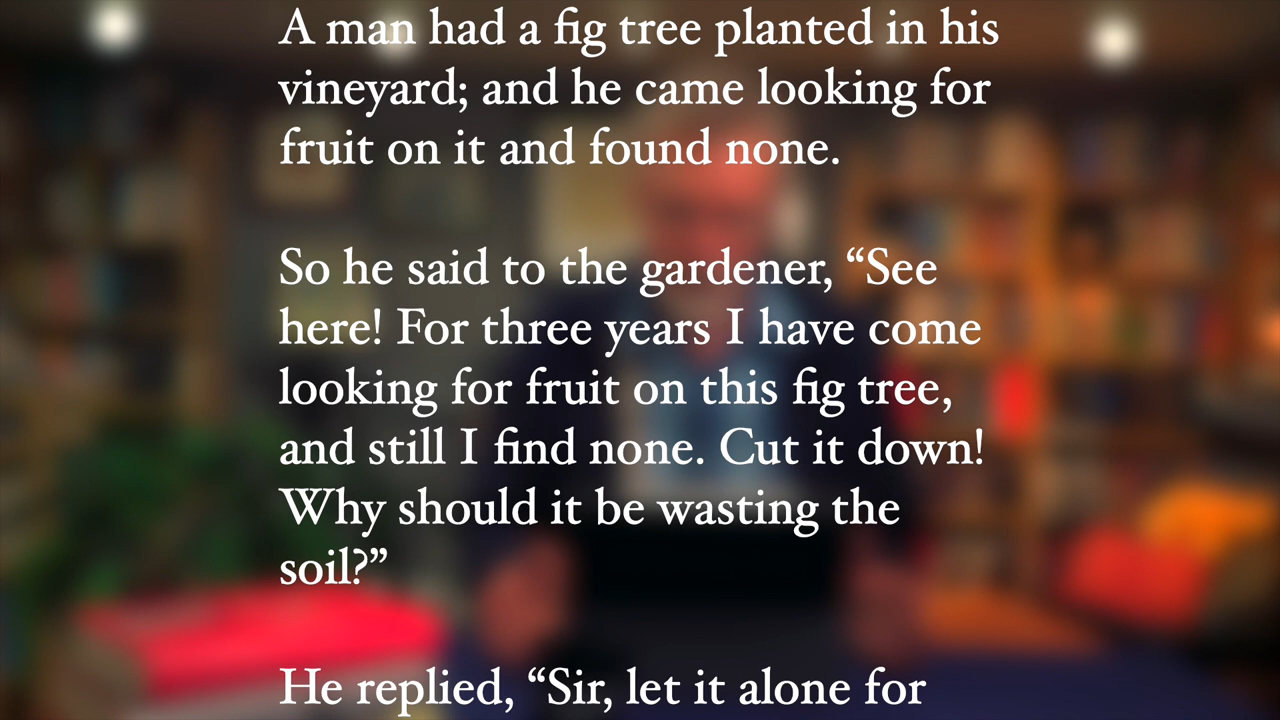 A man had a fig tree planted in his
vineyard; and he came looking for
fruit on it and found none.
So he said to the gardener, “See
here! For three years I have come
looking for fruit on this fig tree,
and still I find none. Cut it down!
Why should it be wasting the
soil?”
He replied, “Sir, let it alone for